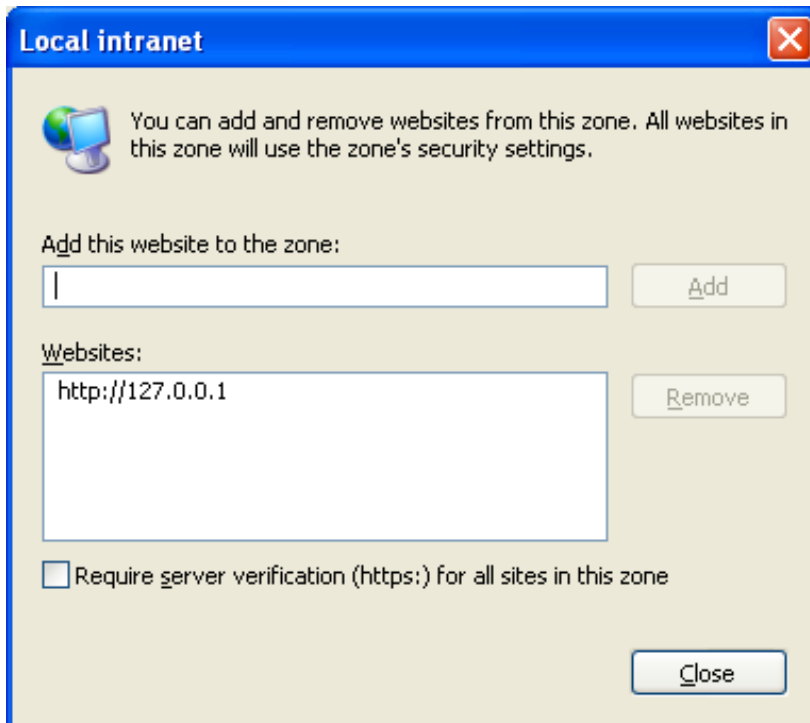 Local intranet
You can add and remove websites from this zone. All websites in
this zone will use the zone's security settings.
Add this website to the zone:
Add
Websites:
http://127.0.0.1
Remove
Require server verification (https:) for all sites in this zone
Close